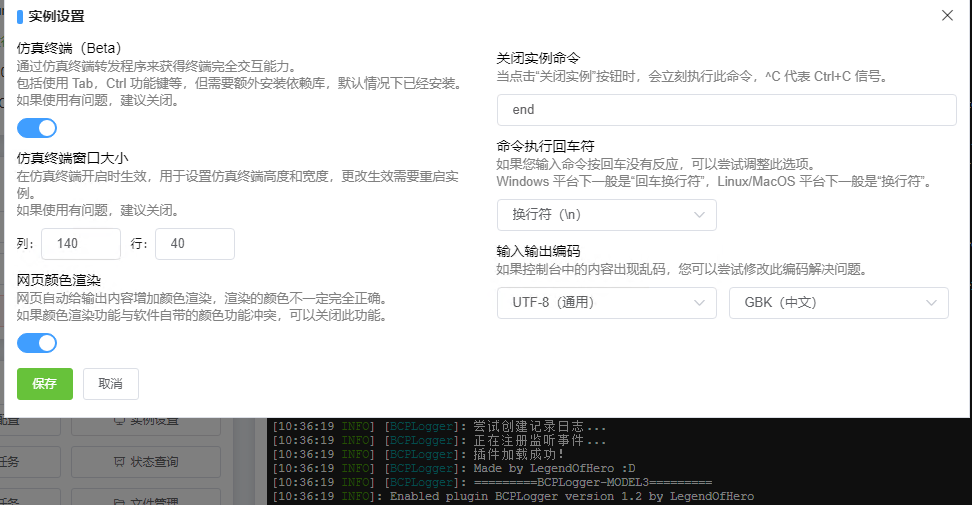 实例设置
仿真终端（Beta）
通过仿真终端转发程序来获得终端完全交互能力。
包括使用 Tab，Ctrl 功能键等，但需要额外安装依赖库，默认情况下已经安装。
如果使用有问题，建议关闭。
仿真终端窗口大小
在仿真终端开启时生效，用于设置仿真终端高度和宽度，更改生效需要重启实
例。
如果使用有问题，建议关闭。
列： 140 行： 40
网页颜色渲染
网页自动给输出内容增加颜色渲染，渲染的颜色不一定完全正确。
如果颜色渲染功能与软件自带的颜色功能冲突，可以关闭此功能。
保存 取消
关闭实例命令
当点击“关闭实例”按钮时，会立刻执行此命令，^C 代表 Ctrl+C 信号。
end
命令执行回车符
如果您输入命令按回车没有反应，可以尝试调整此选项。
Windows 平台下一般是“回车换行符”，Linux/MacOS 平台下一般是“换行符”。
换行符（\n）
输入输出编码
如果控制台中的内容出现乱码，您可以尝试修改此编码解决问题。
UTF-8（通用） GBK（中文）
配置 实例设置
任务 状态查询
任务 文件管理
[10:36:19 INFO] [BCPLogger]: 尝试创建记录日志...
[10:36:19 INFO] [BCPLogger]: 正在注册监听事件...
[10:36:19 INFO] [BCPLogger]: 插件加载成功!
[10:36:19 INFO] [BCPLogger]: Made by LegendOfHero :D
[10:36:19 INFO] [BCPLogger]: =========BCPLogger-MODEL3=========
[10:36:19 INFO]: Enabled plugin BCPLogger version 1.2 by LegendOfHero